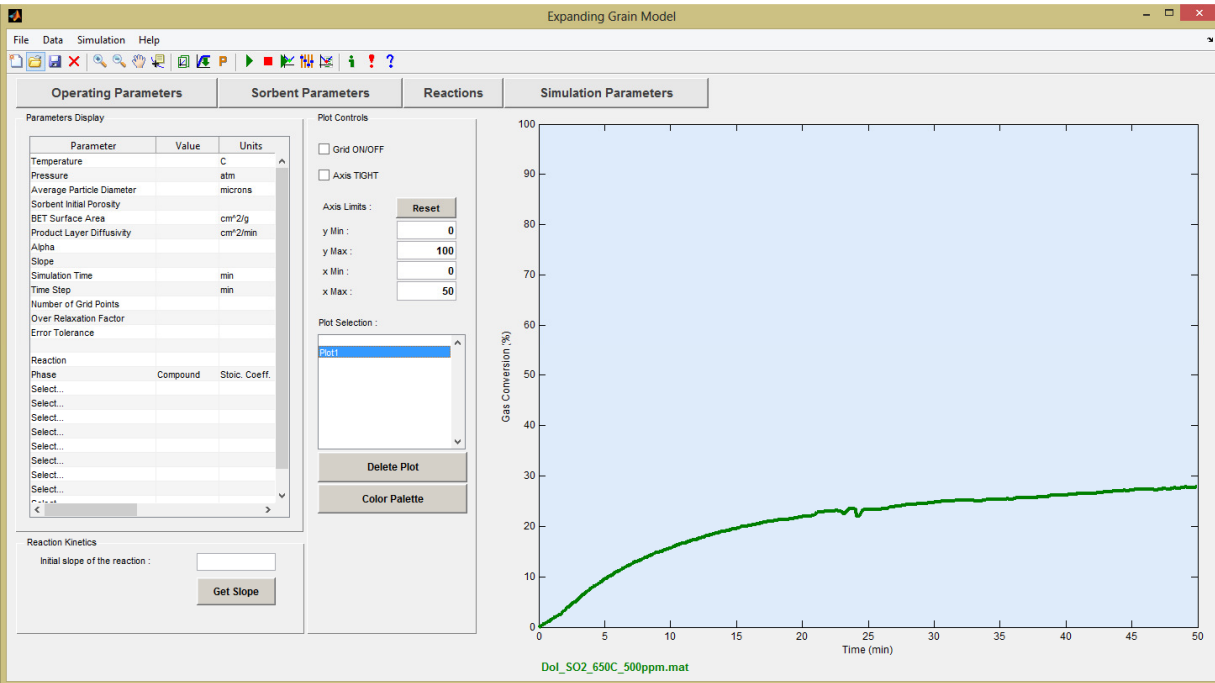 Expanding Grain Model
File Data Simulation Help
P i ! ?
Operating Parameters Sorbent Parameters Reactions Simulation Parameters
Parameters Display
Parameter Value Units
Temperature C
Pressure atm
Average Particle Diameter microns
Sorbent Initial Porosity
BET Surface Area cm^2/g
Product Layer Diffusivity cm^2/min
Alpha
Slope
Simulation Time min
Time Step min
Number of Grid Points
Over Relaxation Factor
Error Tolerance
Reaction
Phase Compound Stoic. Coeff.
Select...
Select...
Select...
Select...
Select...
Select...
Select...
Select...
Reaction Kinetics
Initial slope of the reaction :
Get Slope
Plot Controls
Grid ON/OFF
Axis TIGHT
Axis Limits : Reset
y Min : 0
y Max : 100
x Min : 0
x Max : 50
Plot Selection :
Plot1
Delete Plot
Color Palette
100
90
80
70
60
50
40
30
20
10
0
Gas Conversion (%)
0 5 10 15 20 25 30 35 40 45 50
Time (min)
Dol_SO2_650C_500ppm.mat